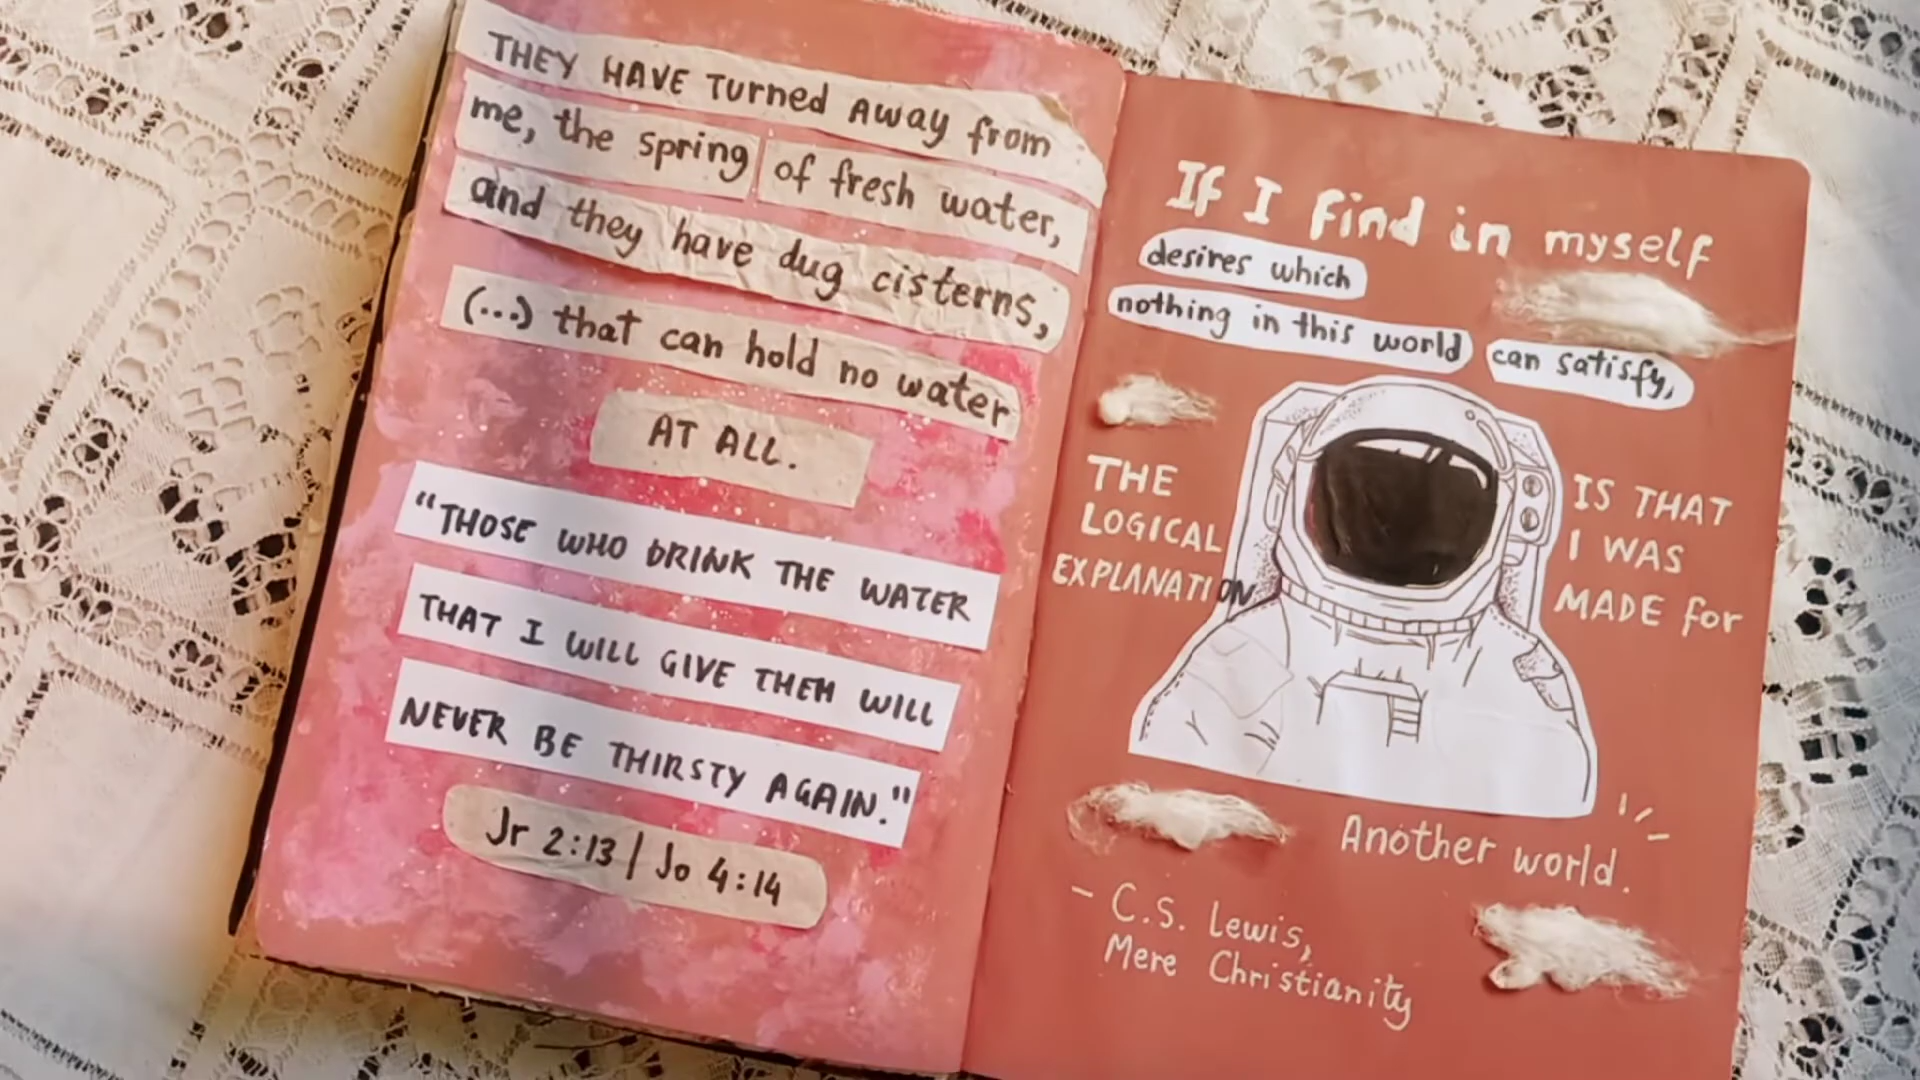 THEY HAVE Turned AWAY from
me, the spring of fresh water,
and they have dug cisterns,
(...) that can hold no water
AT ALL.
"THOSE WHO DRINK THE WATER
THAT I WILL GIVE THEM WILL
NEVER BE THIRSTY AGAIN."
Jr 2:13 / Jo 4:14
If I find in myself
desires which
nothing in this world can satisfy,
THE
LOGICAL
EXPLANATION
IS THAT
I WAS
MADE for
Another world.
- C.S. Lewis,
Mere Christianity